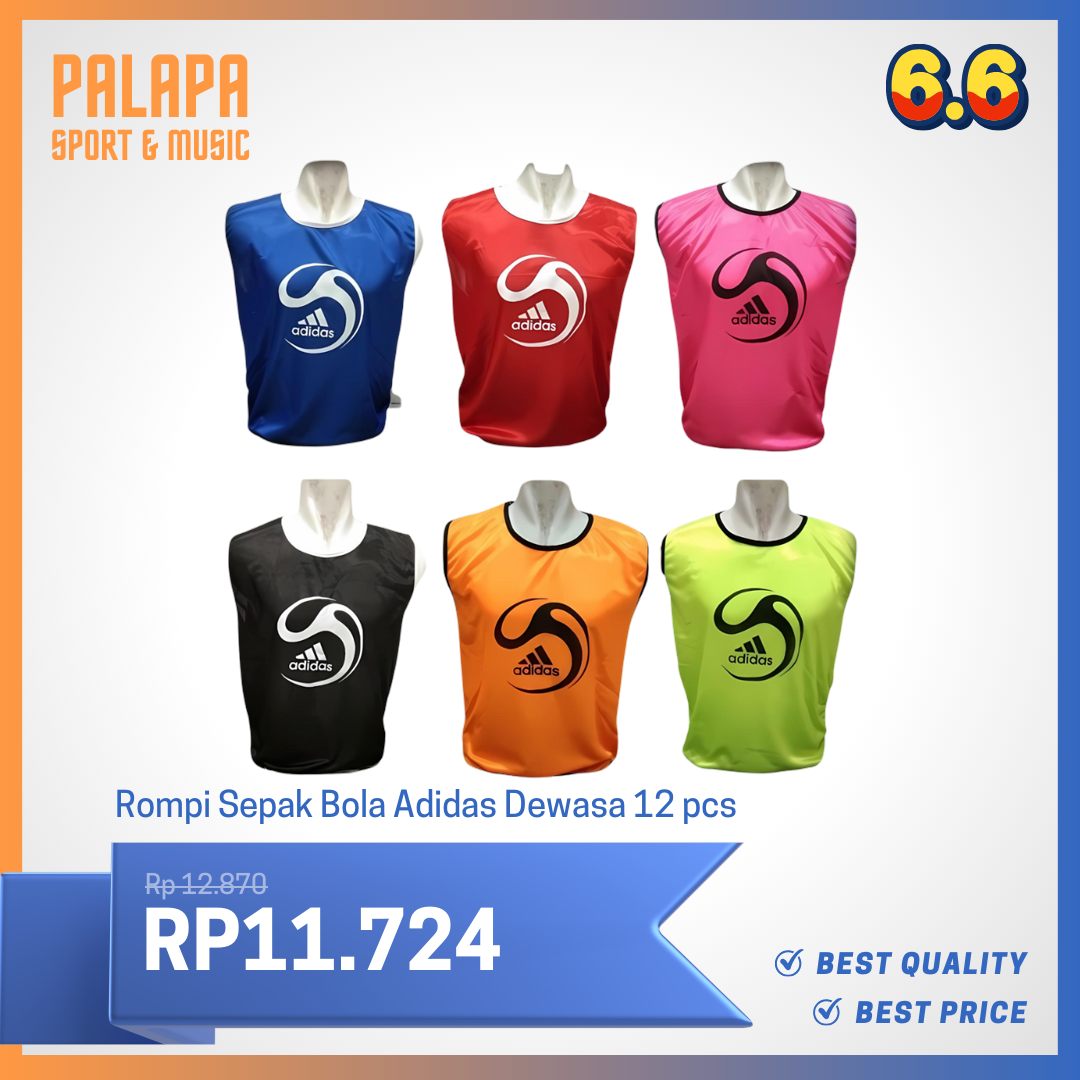 PALAPA
SPORT & MUSIC
6.6
adidas
adidas
adidas
adidas
adidas
adidas
Rompi Sepak Bola Adidas Dewasa 12 pcs
Rp 12.870
RP11.724
BEST QUALITY
BEST PRICE